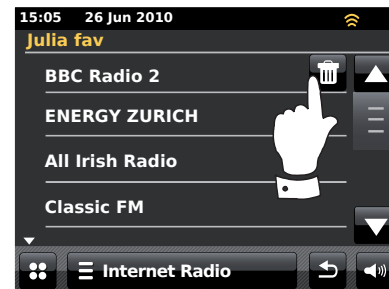 15:05 26 Jun 2010
Julia fav
BBC Radio 2
ENERGY ZURICH
All Irish Radio
Classic FM
Internet Radio